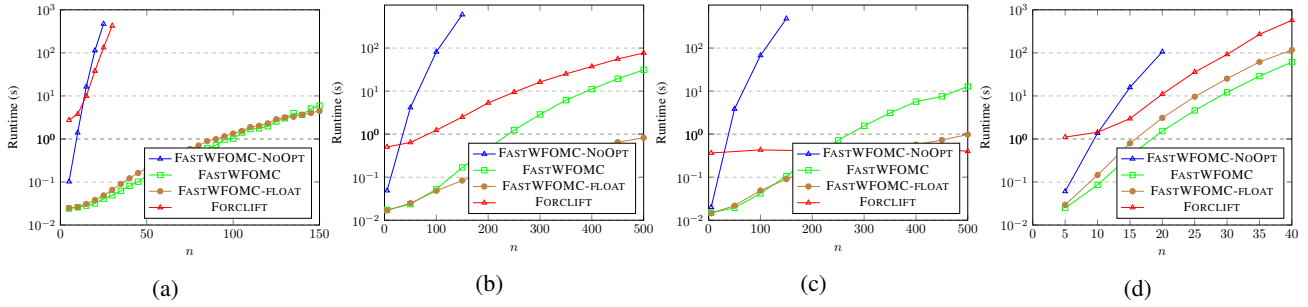 10³
10²
10¹
10⁰
10⁻¹
10⁻²
Runtime (s)
0 50 100 150
n
FASTWFOMC-NOOPT
FASTWFOMC
FASTWFOMC-FLOAT
FORCLIFT
(a)
10²
10¹
10⁰
10⁻¹
10⁻²
Runtime (s)
0 100 200 300 400 500
n
FASTWFOMC-NOOPT
FASTWFOMC
FASTWFOMC-FLOAT
FORCLIFT
(b)
10²
10¹
10⁰
10⁻¹
10⁻²
Runtime (s)
0 100 200 300 400 500
n
FASTWFOMC-NOOPT
FASTWFOMC
FASTWFOMC-FLOAT
FORCLIFT
(c)
10³
10²
10¹
10⁰
10⁻¹
10⁻²
Runtime (s)
0 5 10 15 20 25 30 35 40
n
FASTWFOMC-NOOPT
FASTWFOMC
FASTWFOMC-FLOAT
FORCLIFT
(d)